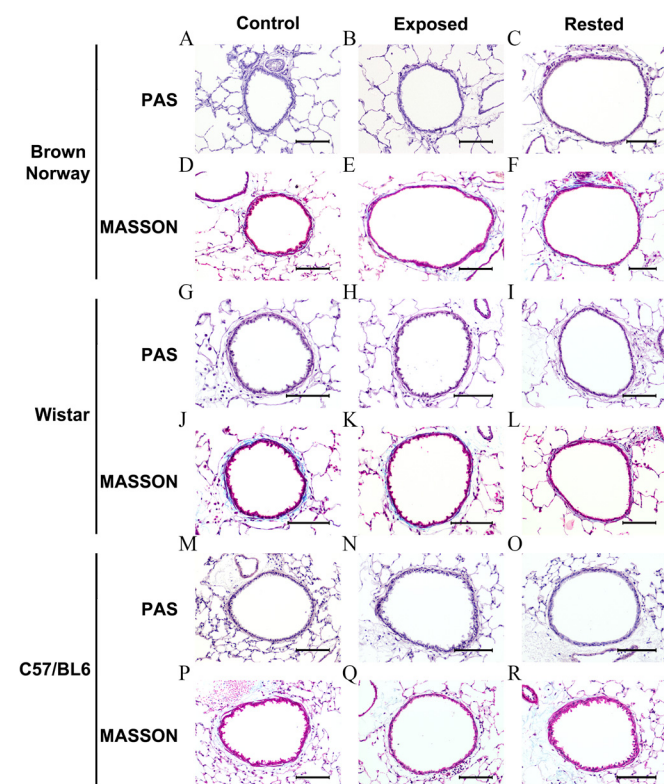 Control Exposed Rested
A B C
PAS
Brown
Norway
D E F
MASSON
G H I
PAS
Wistar
J K L
MASSON
M N O
PAS
C57/BL6
P Q R
MASSON